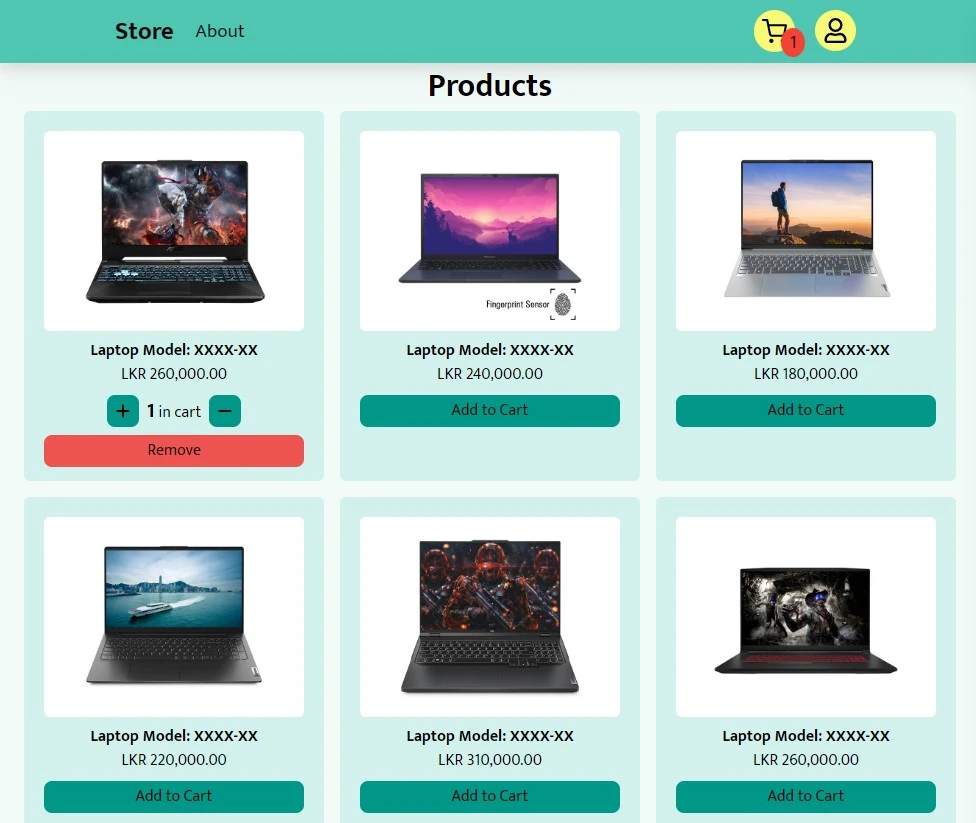 Store About 1
Products
Laptop Model: XXXX-XX
LKR 260,000.00
+ 1 in cart −
Remove
Fingerprint Sensor
Laptop Model: XXXX-XX
LKR 240,000.00
Add to Cart
Laptop Model: XXXX-XX
LKR 180,000.00
Add to Cart
Laptop Model: XXXX-XX
LKR 220,000.00
Add to Cart
Laptop Model: XXXX-XX
LKR 310,000.00
Add to Cart
Laptop Model: XXXX-XX
LKR 260,000.00
Add to Cart